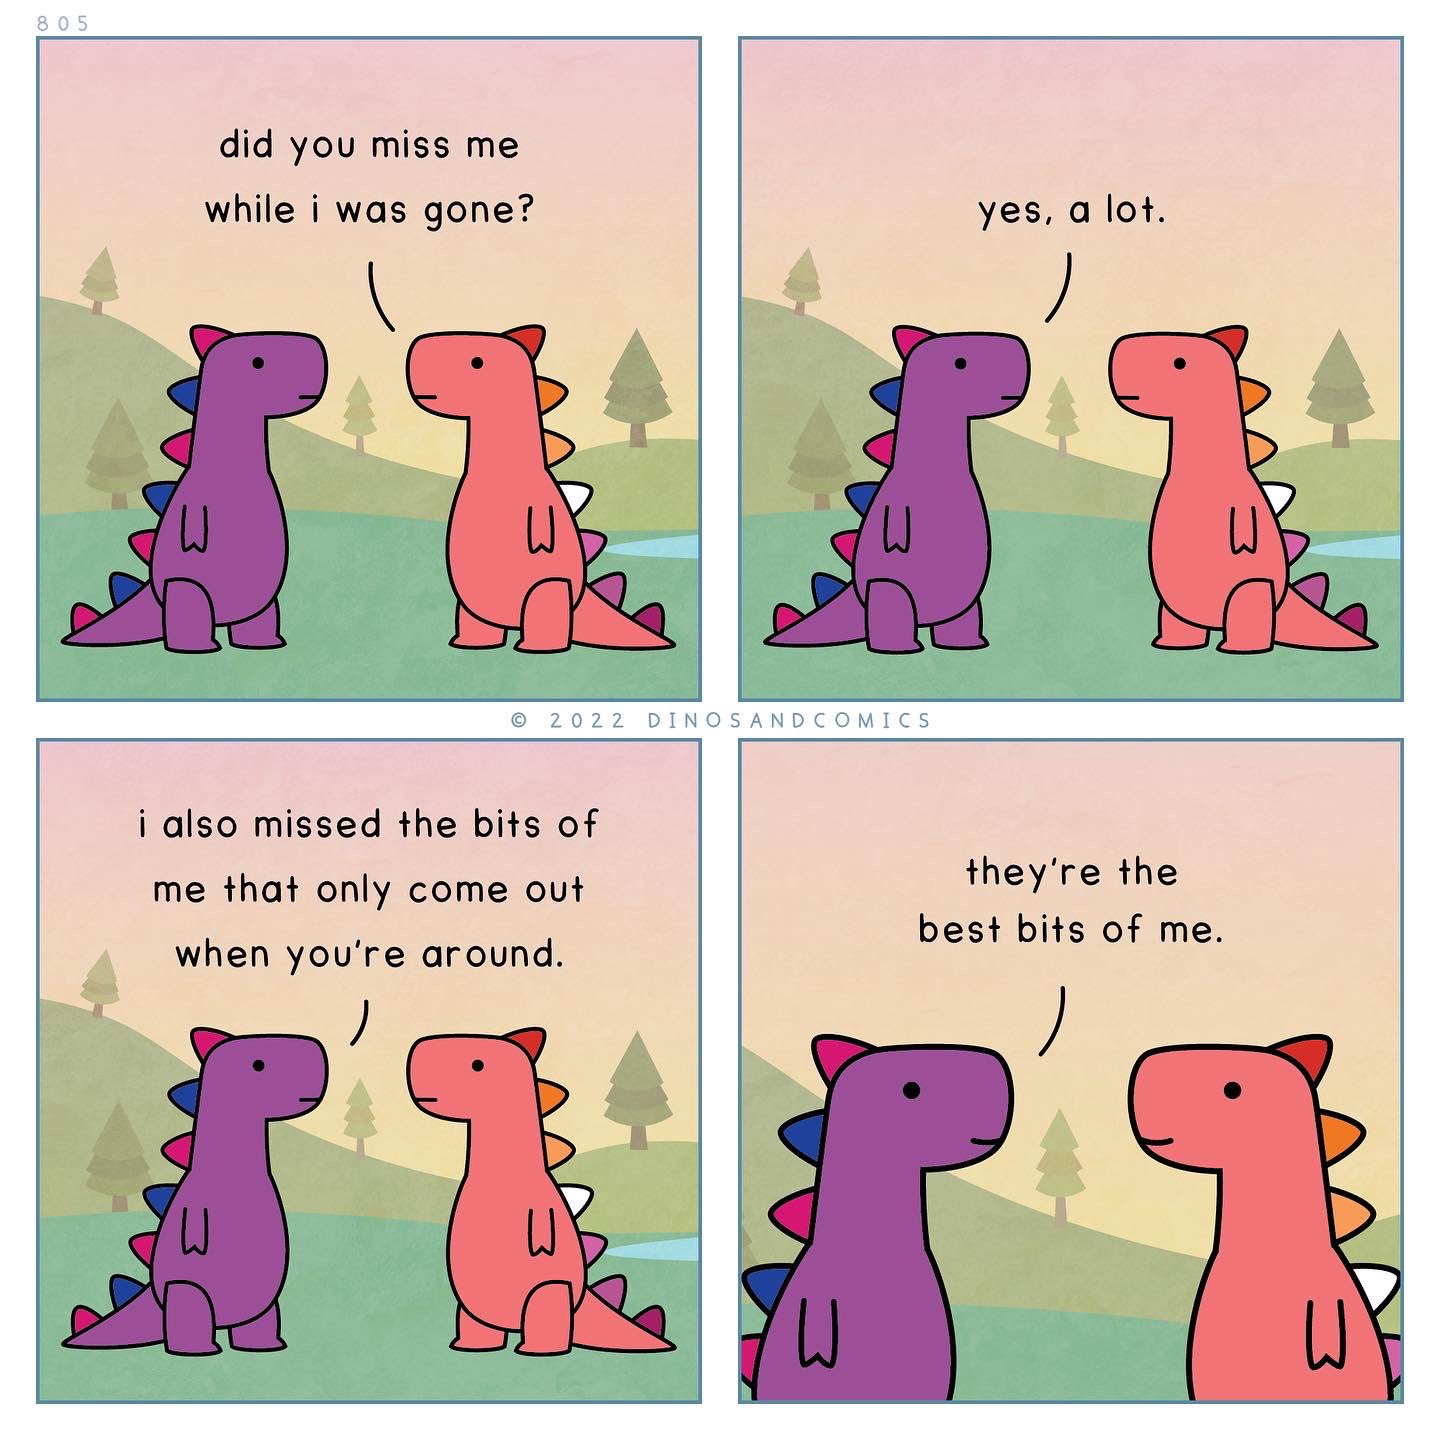 805
did you miss me
while i was gone?
yes, a lot.
© 2022 DINOSANDCOMICS
i also missed the bits of
me that only come out
when you're around.
they're the
best bits of me.